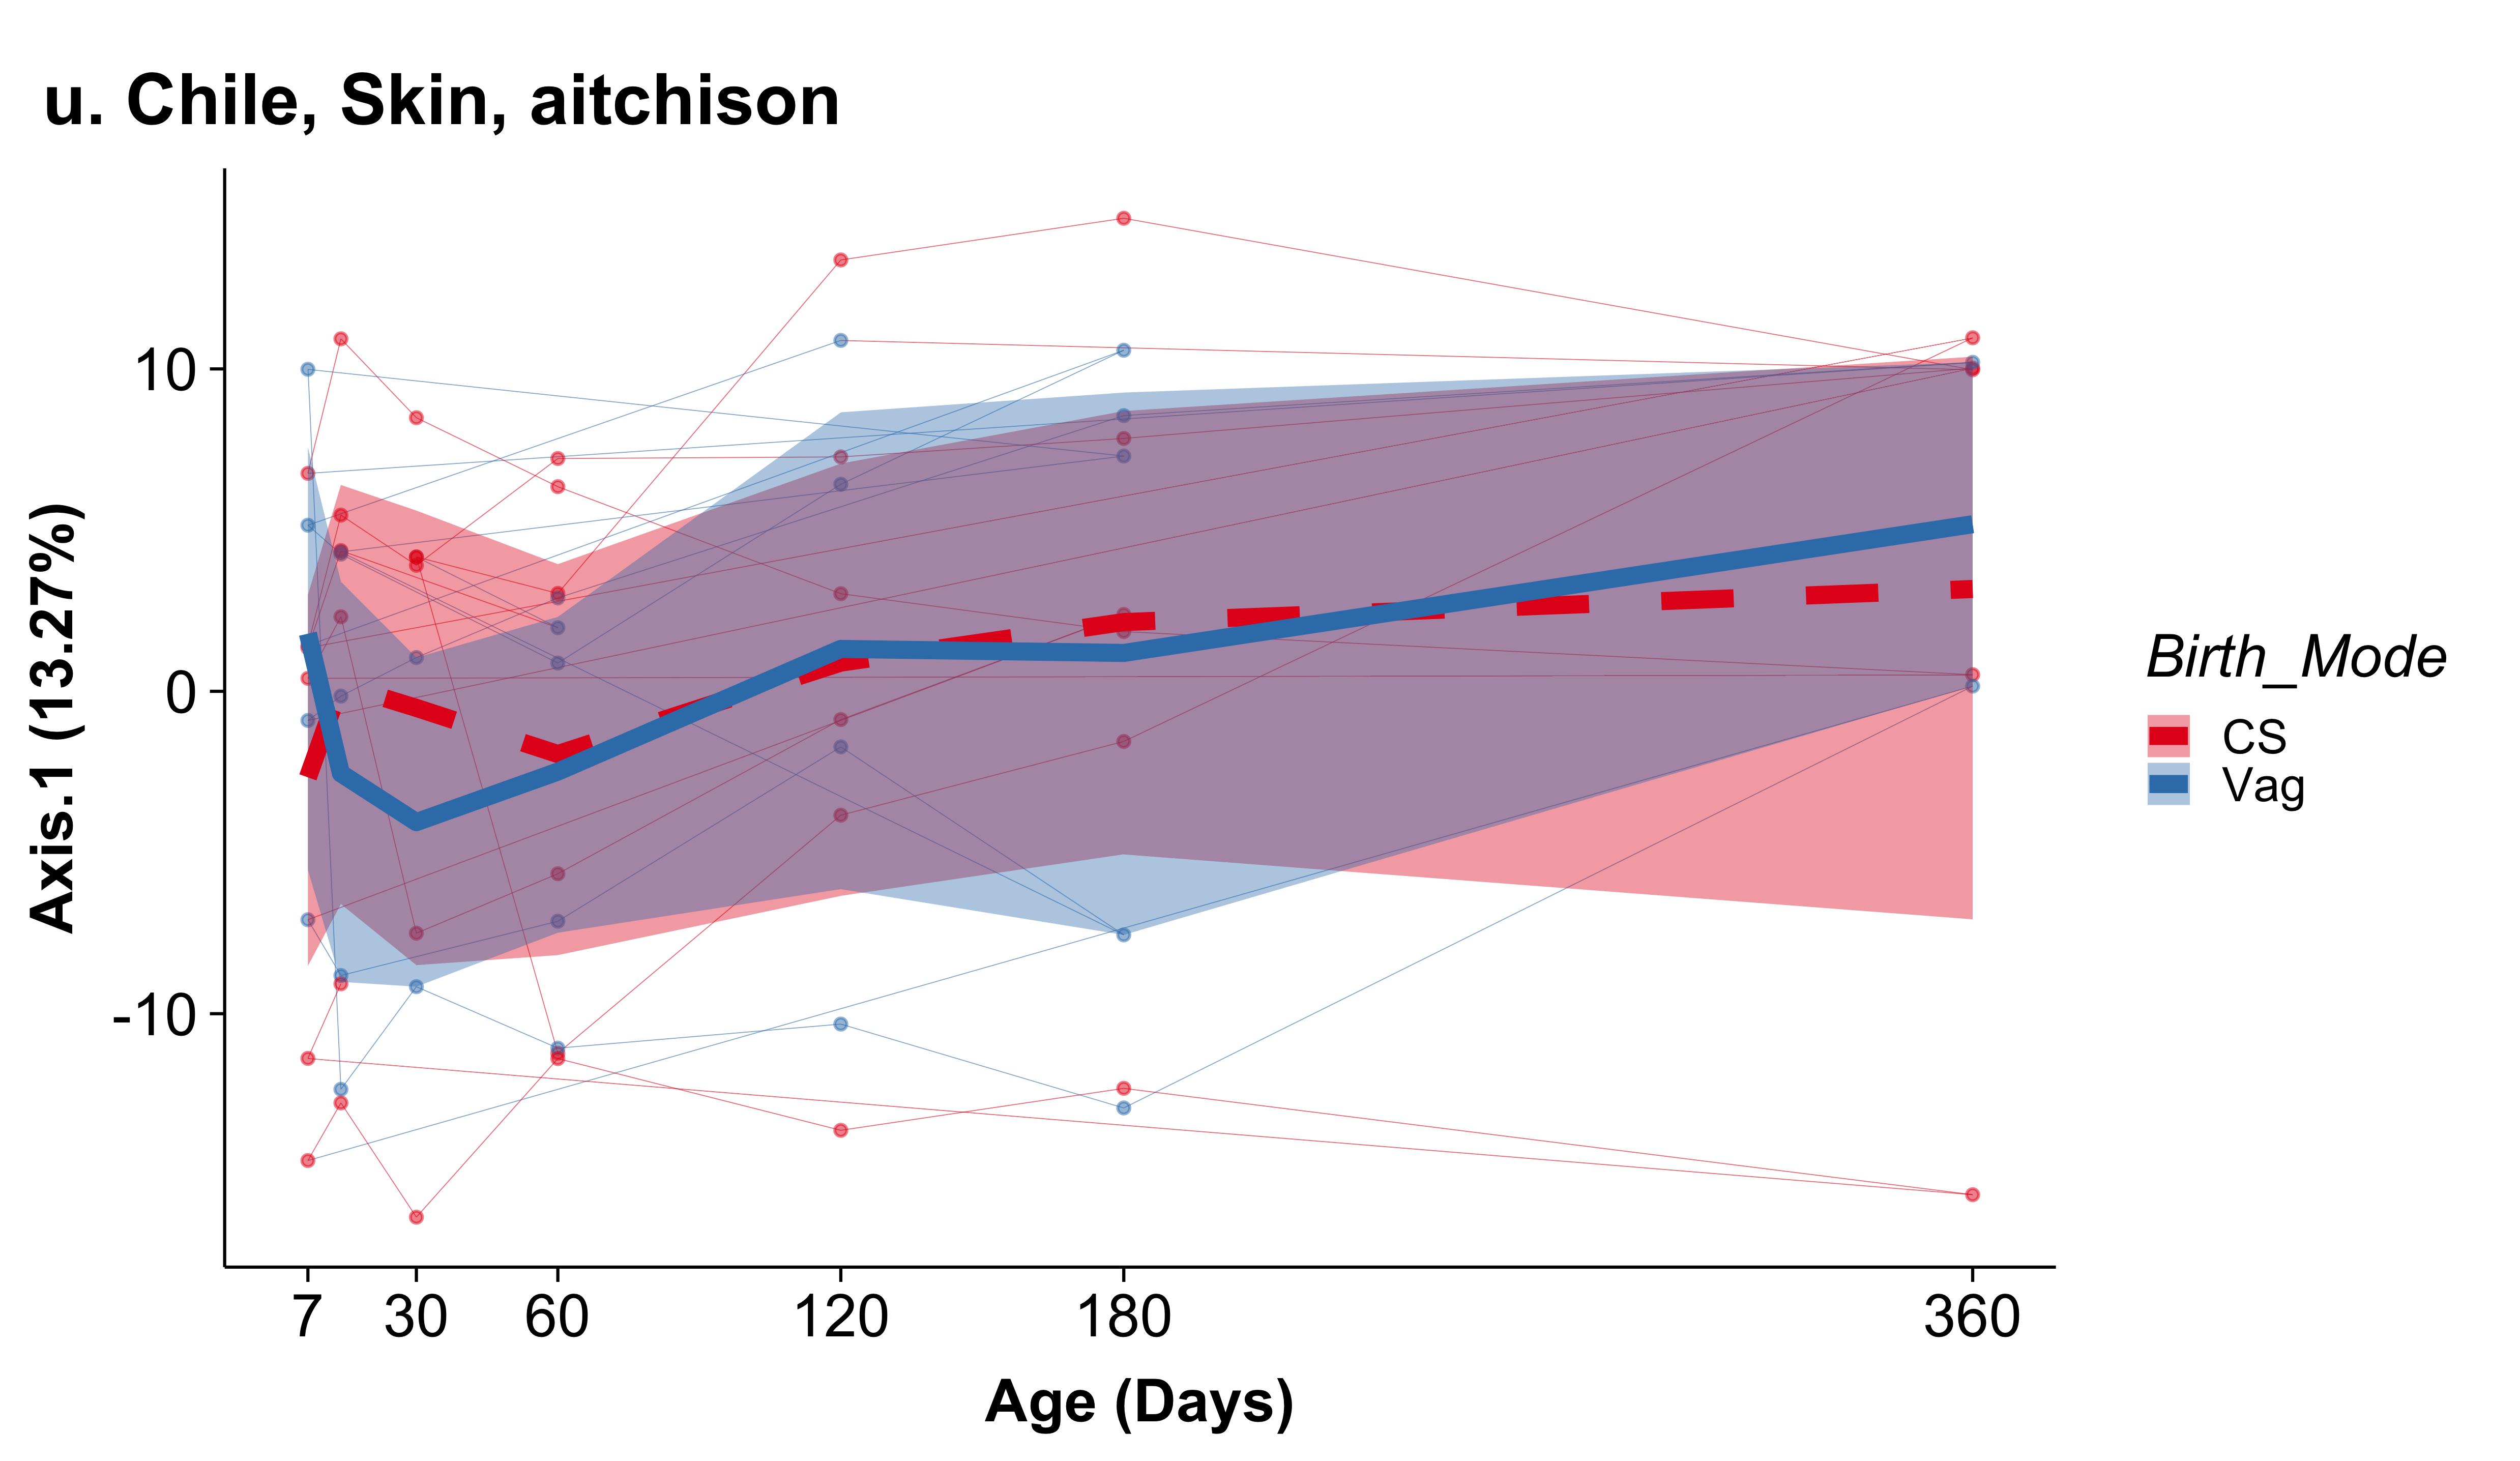 u. Chile, Skin, aitchison
Axis.1 (13.27%)
10
0
-10
7 30 60 120 180 360
Age (Days)
Birth_Mode
CS
Vag